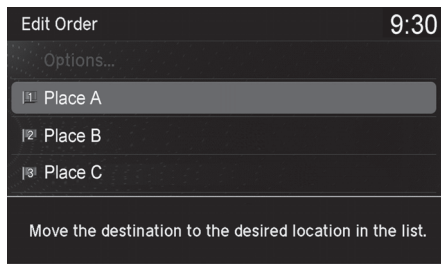 Edit Order
9:30
Options...
1 Place A
2 Place B
3 Place C
Move the destination to the desired location in the list.